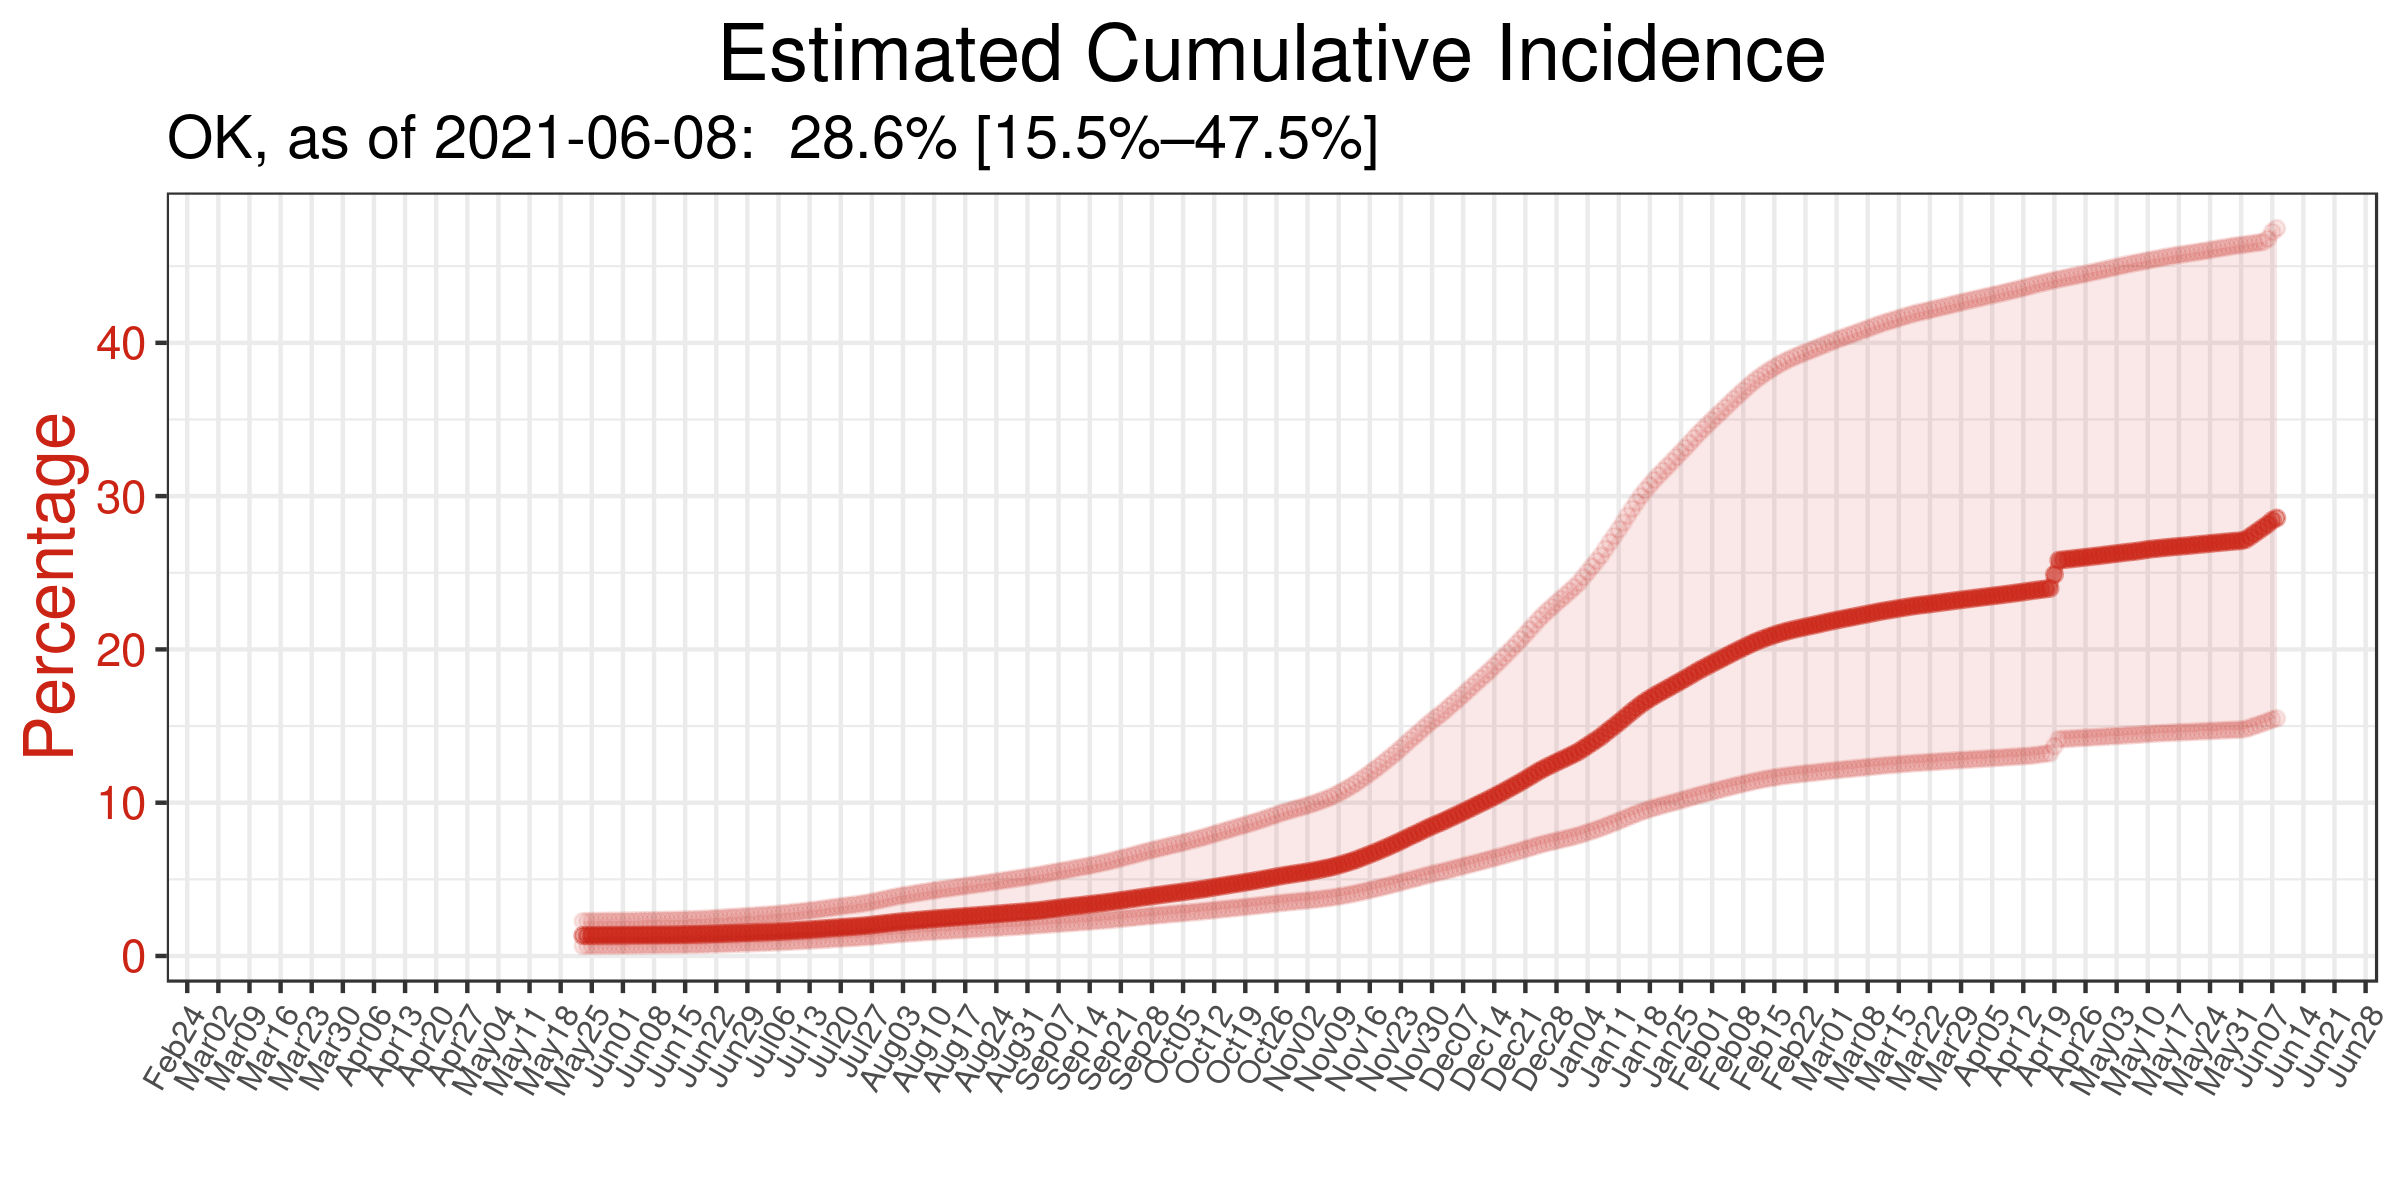 Estimated Cumulative Incidence
OK, as of 2021-06-08:  28.6% [15.5%–47.5%]
Percentage
40
30
20
10
0
Feb24
Mar02
Mar09
Mar16
Mar23
Mar30
Apr06
Apr13
Apr20
Apr27
May04
May11
May18
May25
Jun01
Jun08
Jun15
Jun22
Jun29
Jul06
Jul13
Jul20
Jul27
Aug03
Aug10
Aug17
Aug24
Aug31
Sep07
Sep14
Sep21
Sep28
Oct05
Oct12
Oct19
Oct26
Nov02
Nov09
Nov16
Nov23
Nov30
Dec07
Dec14
Dec21
Dec28
Jan04
Jan11
Jan18
Jan25
Feb01
Feb08
Feb15
Feb22
Mar01
Mar08
Mar15
Mar22
Mar29
Apr05
Apr12
Apr19
Apr26
May03
May10
May17
May24
May31
Jun07
Jun14
Jun21
Jun28